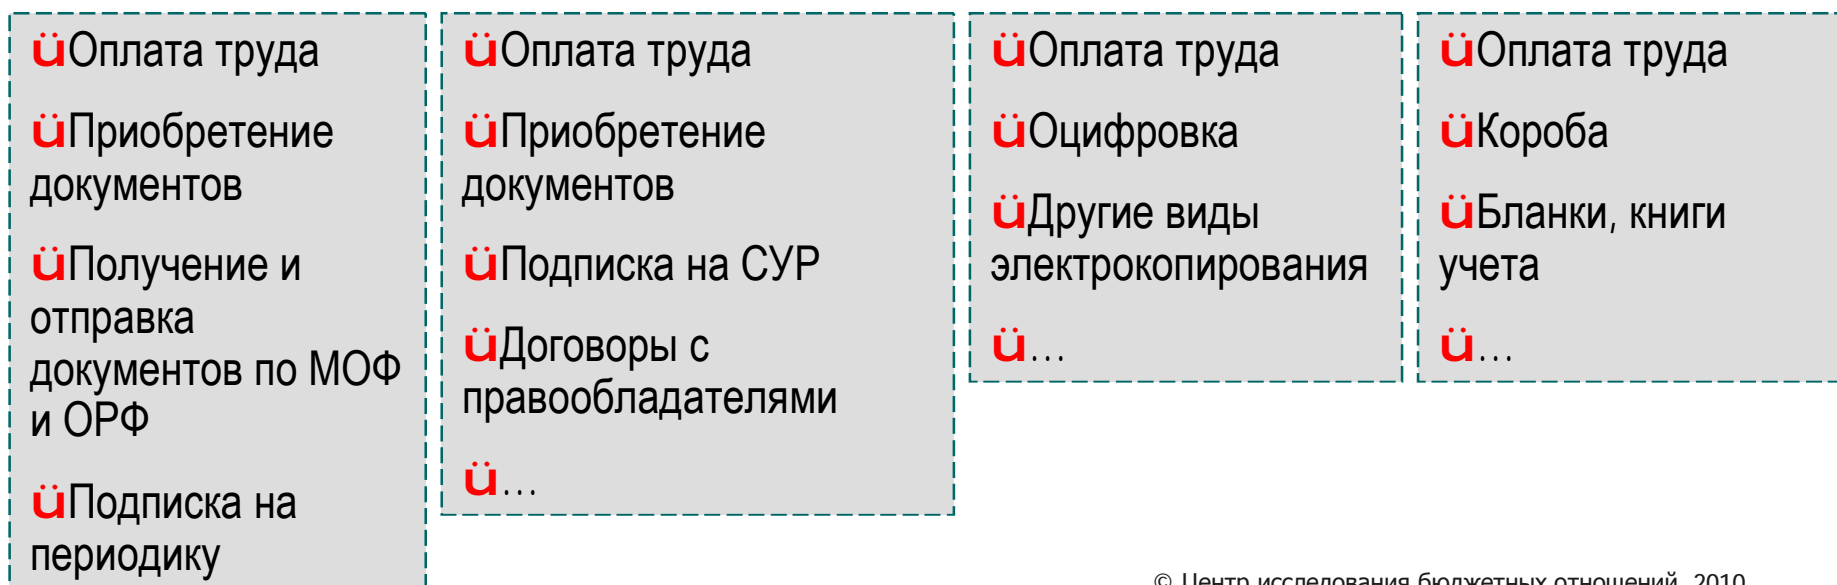 üОплата труда
üПриобретение
документов
üПолучение и
отправка
документов по МОФ
и ОРФ
üПодписка на
периодику
üОплата труда
üПриобретение
документов
üПодписка на СУР
üДоговоры с
правообладателями
ü…
üОплата труда
üОцифровка
üДругие виды
электрокопирования
ü…
üОплата труда
üКороба
üБланки, книги
учета
ü…
© Центр исследования бюджетных отношений, 2010